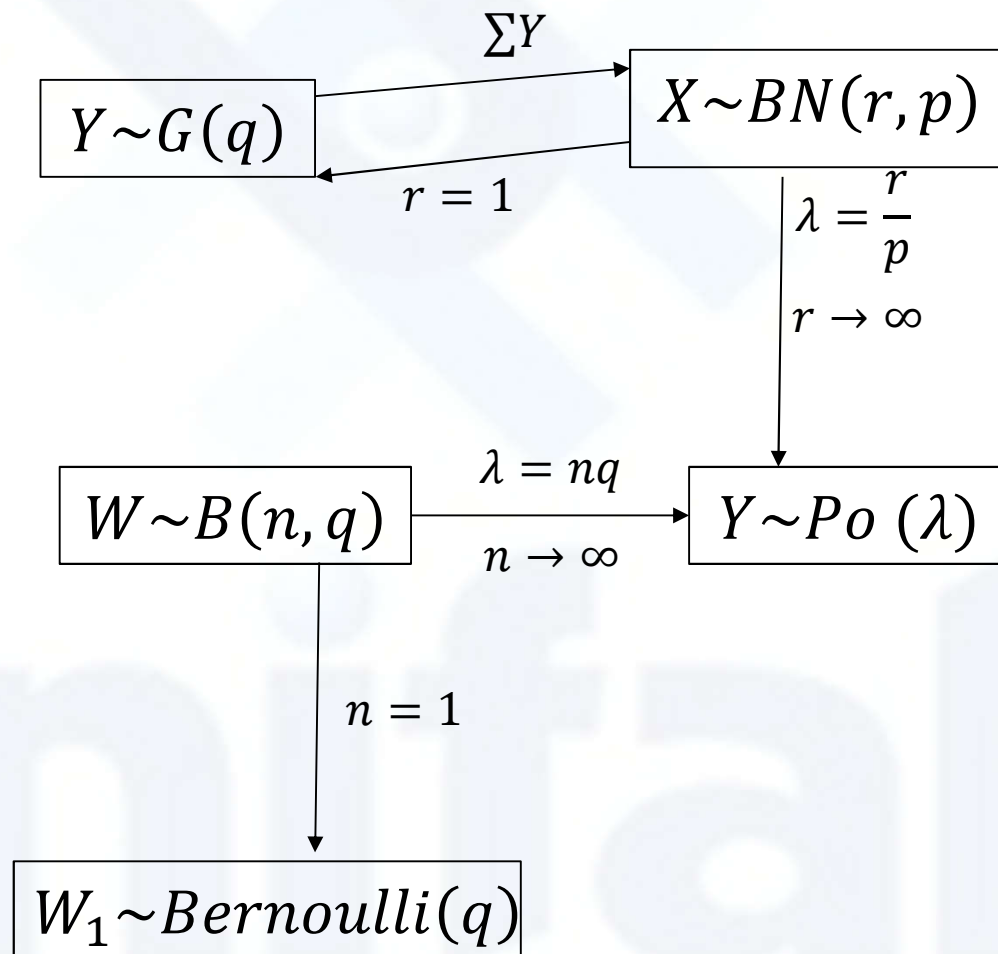 ∑Y
Y~G(q)
X~BN(r, p)
r = 1
λ = r/p
r → ∞
λ = nq
W~B(n, q)
Y~Po (λ)
n → ∞
n = 1
W₁~Bernoulli(q)